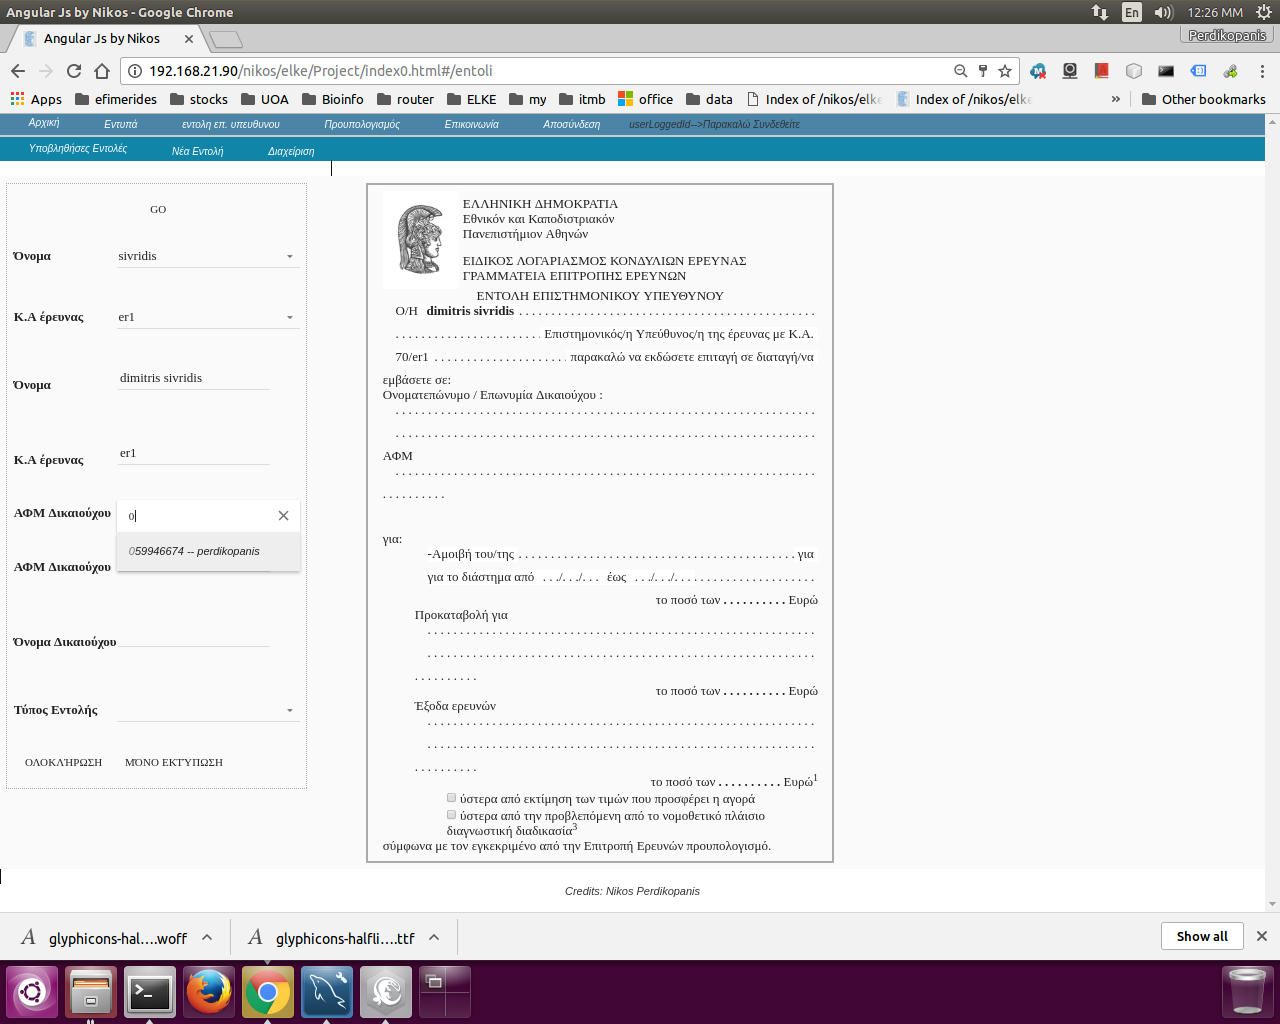 Angular Js by Nikos - Google Chrome
En
12:26 MM
Angular Js by Nikos
Perdikopanis
192.168.21.90/nikos/elke/Project/index0.html#/entoli
Apps efimerides stocks UOA Bioinfo router ELKE my itmb office data Index of /nikos/elke Index of /nikos/elke » Other bookmarks
Αρχική Εντυπά εντολη επ. υπευθυνου Προυπολογισμός Επικοινωνία Αποσύνδεση userLoggedId-->Παρακαλώ Συνδεθείτε
Υποβληθήσες Εντολές Νέα Εντολή Διαχείριση
GO
Όνομα sivridis
Κ.Α έρευνας er1
Όνομα dimitris sivridis
Κ.Α έρευνας er1
ΑΦΜ Δικαιούχου 0
059946674 -- perdikopanis
ΑΦΜ Δικαιούχου
Όνομα Δικαιούχου
Τύπος Εντολής
ΟΛΟΚΛΉΡΩΣΗ ΜΌΝΟ ΕΚΤΎΠΩΣΗ
ΕΛΛΗΝΙΚΗ ΔΗΜΟΚΡΑΤΙΑ
Εθνικόν και Καποδιστριακόν
Πανεπιστήμιον Αθηνών
ΕΙΔΙΚΟΣ ΛΟΓΑΡΙΑΣΜΟΣ ΚΟΝΔΥΛΙΩΝ ΕΡΕΥΝΑΣ
ΓΡΑΜΜΑΤΕΙΑ ΕΠΙΤΡΟΠΗΣ ΕΡΕΥΝΩΝ
ΕΝΤΟΛΗ ΕΠΙΣΤΗΜΟΝΙΚΟΥ ΥΠΕΥΘΥΝΟΥ
Ο/Η dimitris sivridis . . . . . . . . . . . . . . . . . . . . . . . . . . . . . . . . . . . . . . . . . . . . . .
. . . . . . . . . . . . . . . . . . . . . . Επιστημονικός/η Υπεύθυνος/η της έρευνας με Κ.Α.
70/er1 . . . . . . . . . . . . . . . . . . . . . παρακαλώ να εκδώσετε επιταγή σε διαταγή/να
εμβάσετε σε:
Ονοματεπώνυμο / Επωνυμία Δικαιούχου :
. . . . . . . . . . . . . . . . . . . . . . . . . . . . . . . . . . . . . . . . . . . . . . . . . . . . . . . . . . . . . . . . .
. . . . . . . . . . . . . . . . . . . . . . . . . . . . . . . . . . . . . . . . . . . . . . . . . . . . . . . . . . . . . . . . .
ΑΦΜ
. . . . . . . . . . . . . . . . . . . . . . . . . . . . . . . . . . . . . . . . . . . . . . . . . . . . . . . . . . . . . . . . .
. . . . . . . . . .
για:
-Αμοιβή του/της . . . . . . . . . . . . . . . . . . . . . . . . . . . . . . . . . . . . . . . . . . . για
για το διάστημα από . . ./. . ./. . . έως . . ./. . ./. . . . . . . . . . . . . . . . . . . . . . .
το ποσό των . . . . . . . . . . Ευρώ
Προκαταβολή για
. . . . . . . . . . . . . . . . . . . . . . . . . . . . . . . . . . . . . . . . . . . . . . . . . . . . . . . . . . . .
. . . . . . . . . . . . . . . . . . . . . . . . . . . . . . . . . . . . . . . . . . . . . . . . . . . . . . . . . . . .
. . . . . . . . . .
το ποσό των . . . . . . . . . . Ευρώ
Έξοδα ερευνών
. . . . . . . . . . . . . . . . . . . . . . . . . . . . . . . . . . . . . . . . . . . . . . . . . . . . . . . . . . . .
. . . . . . . . . . . . . . . . . . . . . . . . . . . . . . . . . . . . . . . . . . . . . . . . . . . . . . . . . . . .
. . . . . . . . . .
το ποσό των . . . . . . . . . . Ευρώ1
ύστερα από εκτίμηση των τιμών που προσφέρει η αγορά
ύστερα από την προβλεπόμενη από το νομοθετικό πλάισιο
διαγνωστική διαδικασία3
σύμφωνα με τον εγκεκριμένο από την Επιτροπή Ερευνών προυπολογισμό.
Credits: Nikos Perdikopanis
glyphicons-hal....woff glyphicons-halfli....ttf Show all